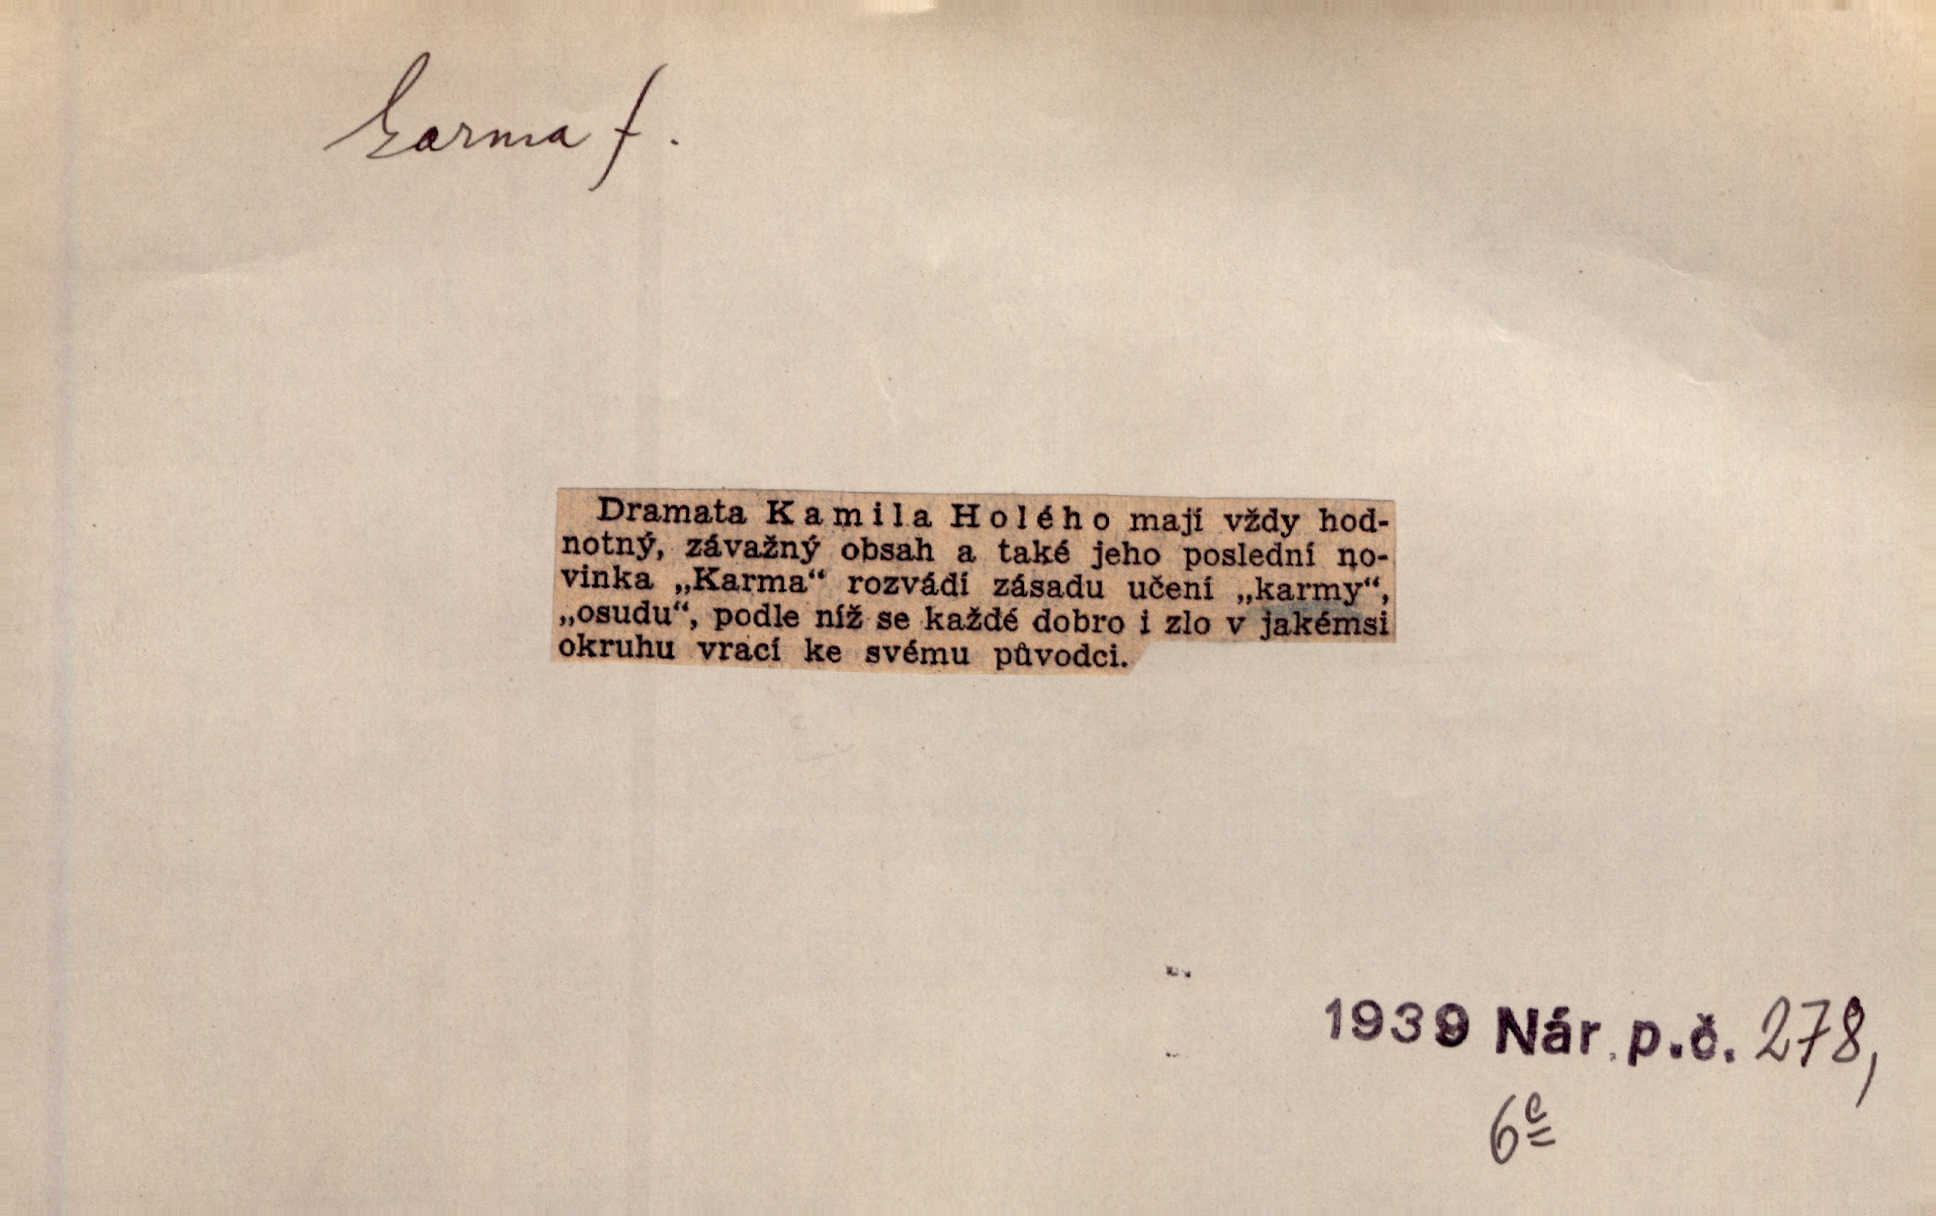 karma f.
Dramata Kamila Holého mají vždy hod-
notný, závažný obsah a také jeho poslední no-
vinka „Karma“ rozvádí zásadu učení „karmy“,
„osudu“, podle níž se každé dobro i zlo v jakémsi
okruhu vrací ke svému původci.
1939 Nár. p.č. 278,
6c